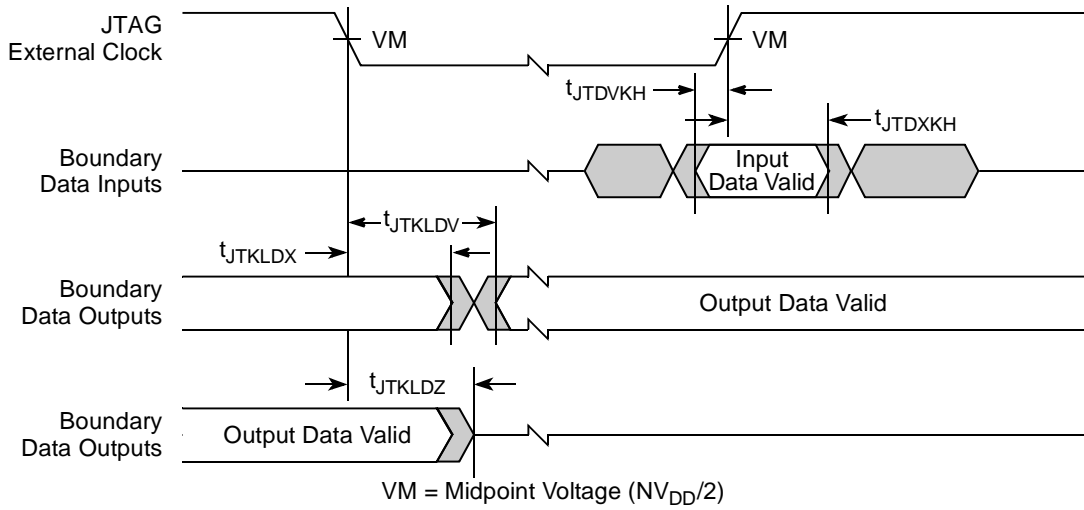 JTAG
External Clock
VM
VM
tJTDVKH
tJTDXKH
Boundary
Data Inputs
Input
Data Valid
tJTKLDV
tJTKLDX
Boundary
Data Outputs
Output Data Valid
tJTKLDZ
Boundary
Data Outputs
Output Data Valid
VM = Midpoint Voltage (NVDD/2)